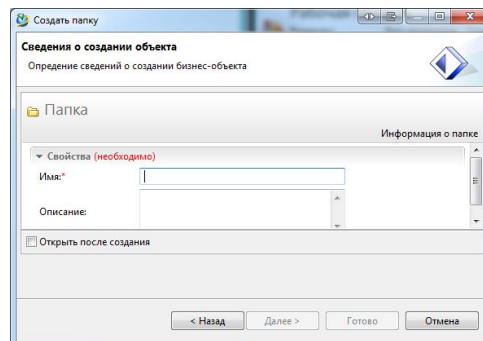 Создать папку
Сведения о создании объекта
Опредение сведений о создании бизнес-объекта
Папка
Информация о папке
Свойства (необходимо)
Имя:*
Описание:
Открыть после создания
< Назад
Далее >
Готово
Отмена